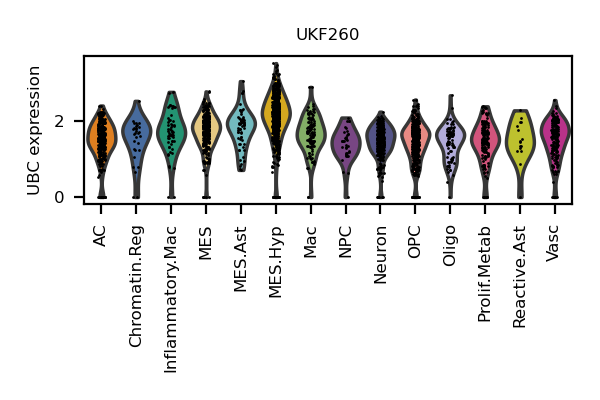 UKF260
UBC expression
2
0
AC
Chromatin.Reg
Inflammatory.Mac
MES
MES.Ast
MES.Hyp
Mac
NPC
Neuron
OPC
Oligo
Prolif.Metab
Reactive.Ast
Vasc